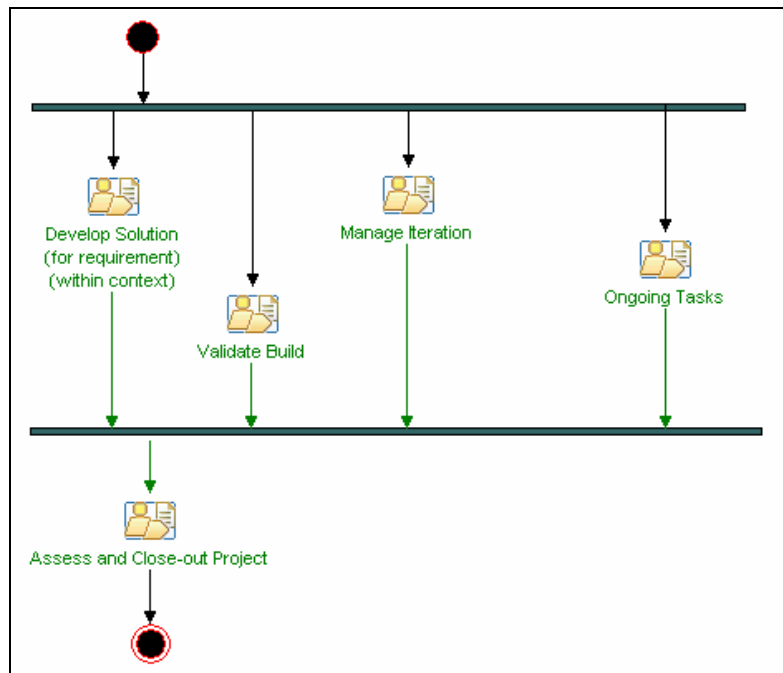 Develop Solution
(for requirement)
(within context)
Manage Iteration
Ongoing Tasks
Validate Build
Assess and Close-out Project